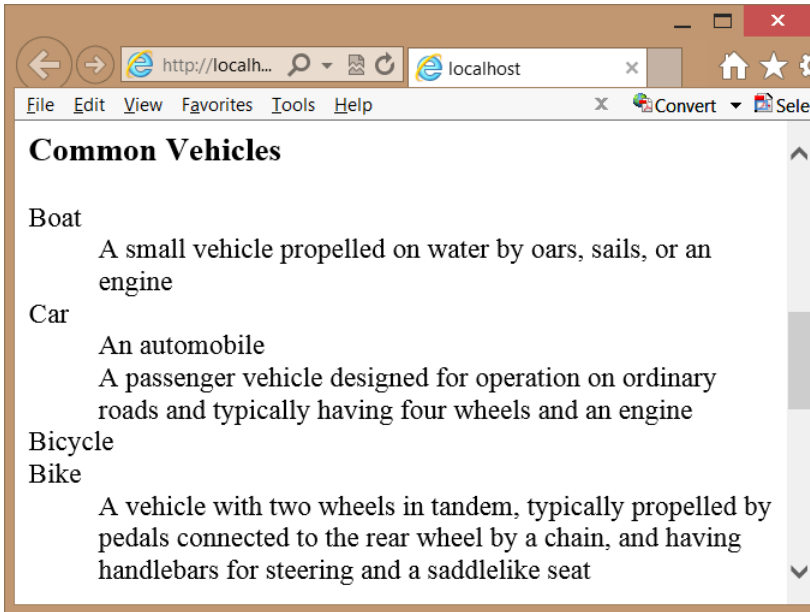 http://localh...
localhost
File Edit View Favorites Tools Help
x Convert Sele
Common Vehicles
Boat
A small vehicle propelled on water by oars, sails, or an
engine
Car
An automobile
A passenger vehicle designed for operation on ordinary
roads and typically having four wheels and an engine
Bicycle
Bike
A vehicle with two wheels in tandem, typically propelled by
pedals connected to the rear wheel by a chain, and having
handlebars for steering and a saddlelike seat